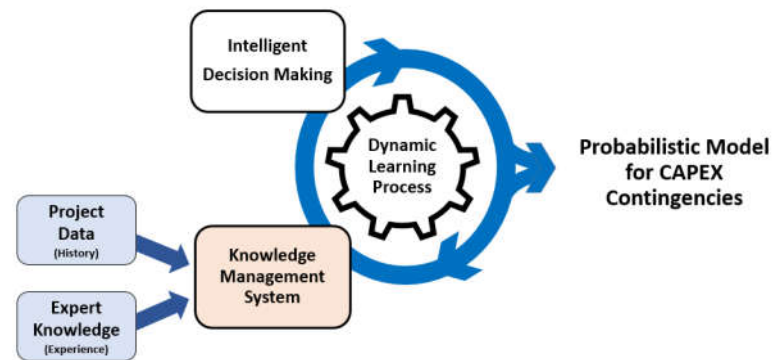 Intelligent
Decision Making
Dynamic
Learning
Process
Probabilistic Model
for CAPEX
Contingencies
Project
Data
(History)
Knowledge
Management
System
Expert
Knowledge
(Experience)